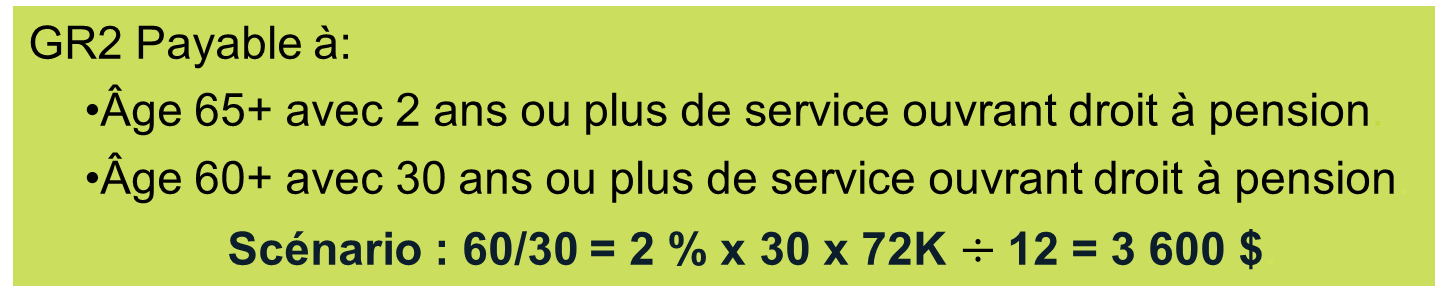 GR2 Payable à:
•Âge 65+ avec 2 ans ou plus de service ouvrant droit à pension.
•Âge 60+ avec 30 ans ou plus de service ouvrant droit à pension.
Scénario : 60/30 = 2 % x 30 x 72K ÷ 12 = 3 600 $